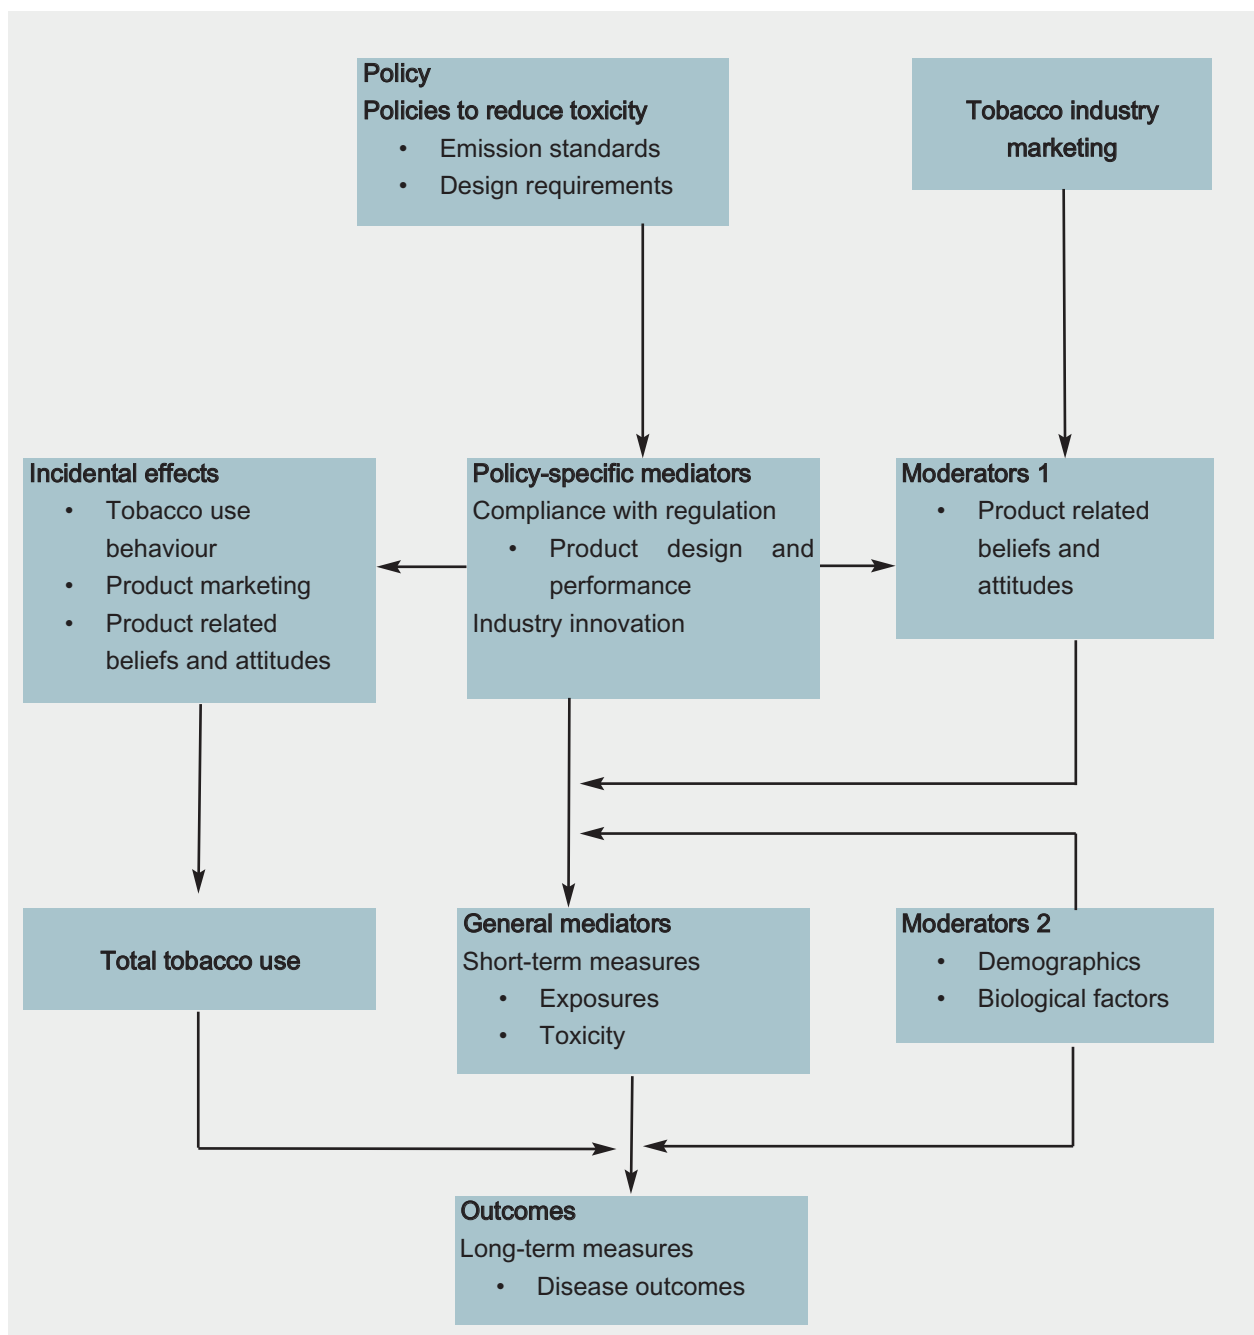 Policy
Policies to reduce toxicity
• Emission standards
• Design requirements
Tobacco industry
marketing
Incidental effects
• Tobacco use
behaviour
• Product marketing
• Product related
beliefs and attitudes
Policy-specific mediators
Compliance with regulation
• Product design and
performance
Industry innovation
Moderators 1
• Product related
beliefs and
attitudes
Total tobacco use
General mediators
Short-term measures
• Exposures
• Toxicity
Moderators 2
• Demographics
• Biological factors
Outcomes
Long-term measures
• Disease outcomes